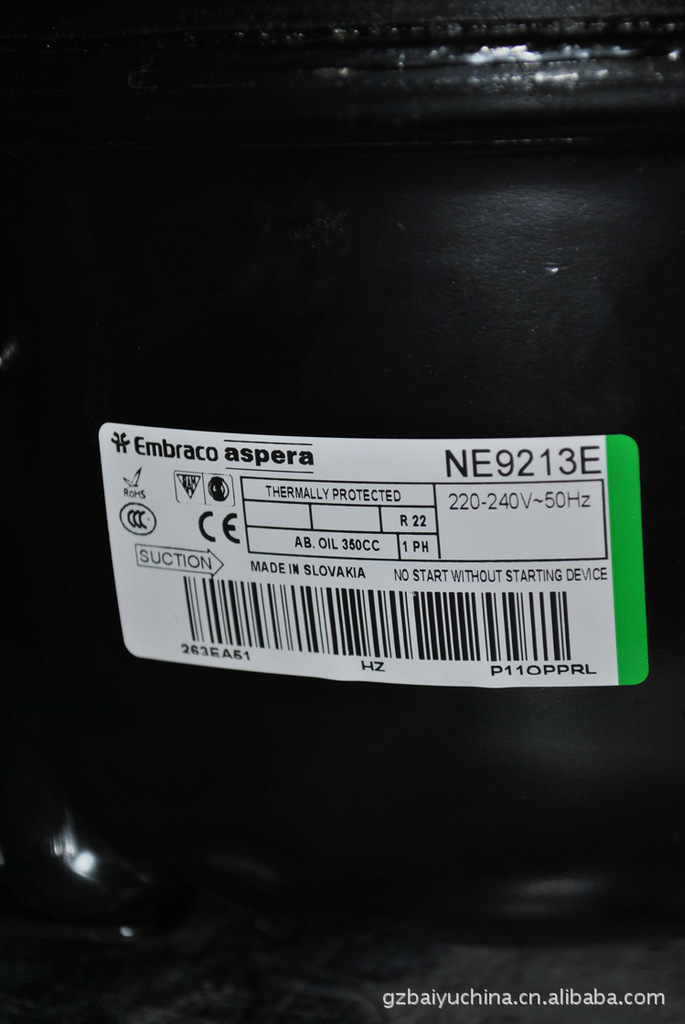 Embraco aspera
NE9213E
RoHS
THERMALLY PROTECTED
220-240V~50Hz
R 22
AB. OIL 350CC
1 PH
SUCTION
MADE IN SLOVAKIA
NO START WITHOUT STARTING DEVICE
263EA51
HZ
P11OPPRL
gzbaiyuchina.cn.alibaba.com